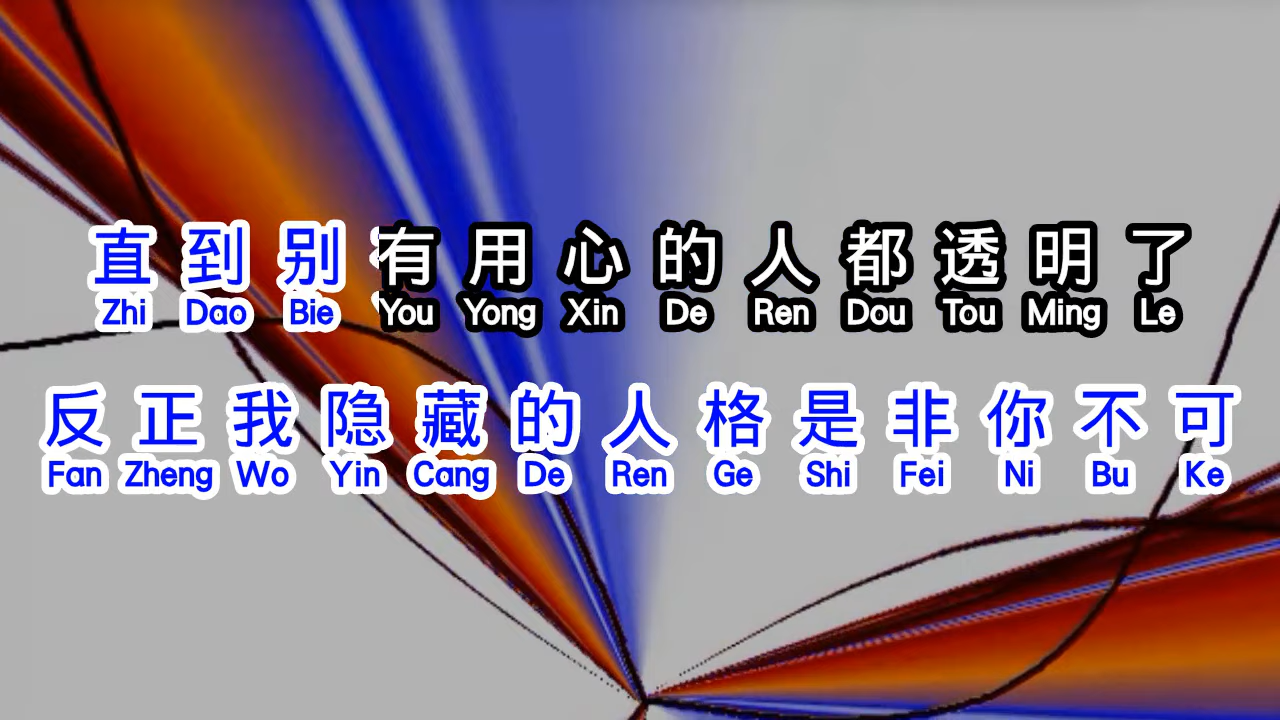 直到别有用心的人都透明了
Zhi Dao Bie You Yong Xin De Ren Dou Tou Ming Le
反正我隐藏的人格是非你不可
Fan Zheng Wo Yin Cang De Ren Ge Shi Fei Ni Bu Ke